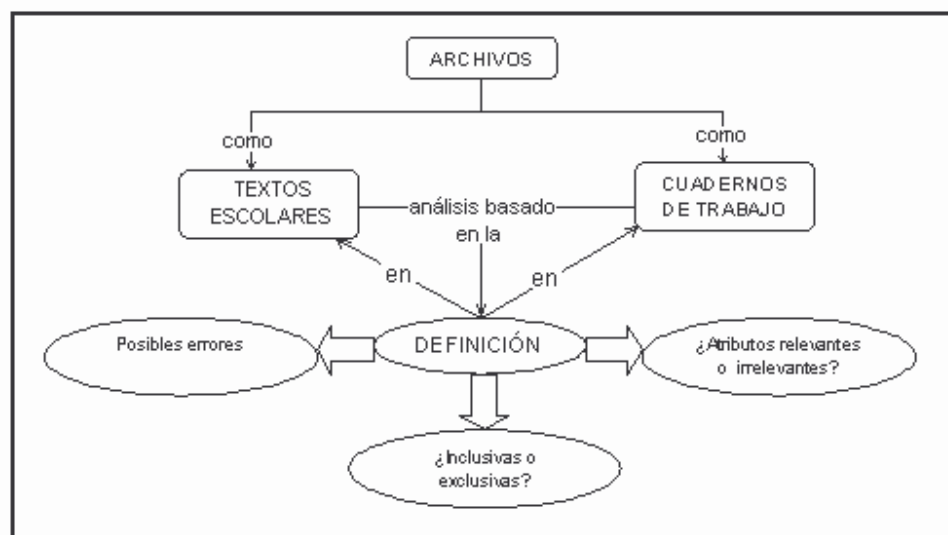 ARCHIVOS
como
como
TEXTOS
ESCOLARES
análisis basado
en la
CUADERNOS
DE TRABAJO
en
en
Posibles errores
DEFINICIÓN
¿Atributos relevantes
o irrelevantes?
¿Inclusivas o
exclusivas?